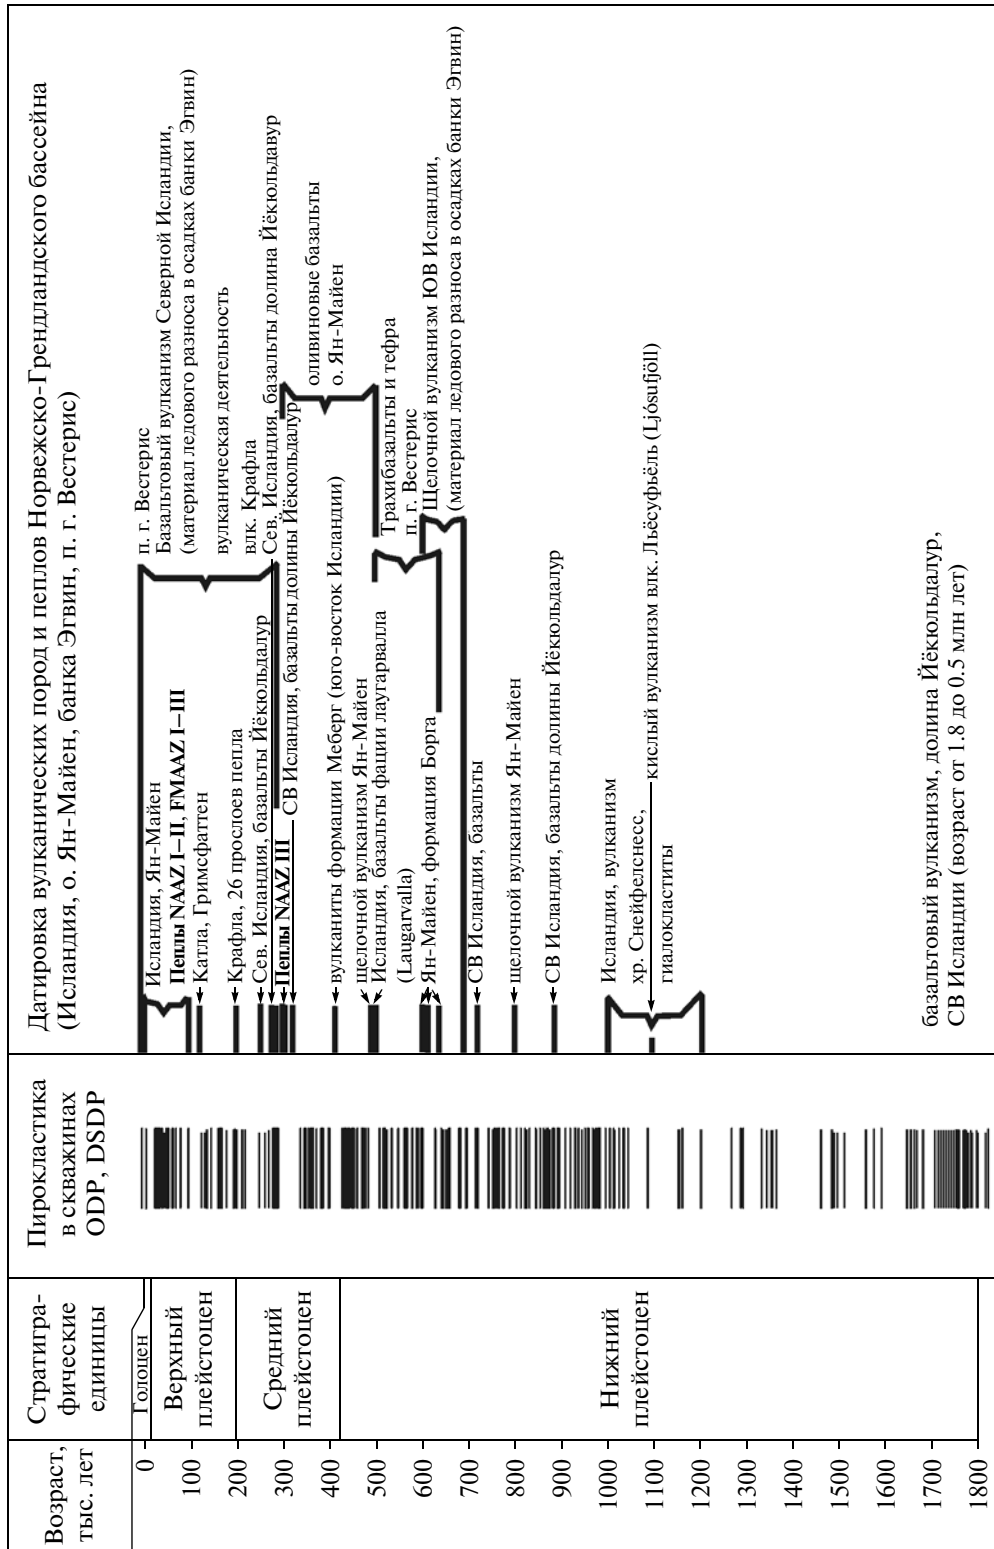 Возраст,
тыс. лет
Стратигра-
фические
единицы
Пирокластика
в скважинах
ODP, DSDP
Датировка вулканических пород и пеплов Норвежско-Грендландского бассейна
(Исландия, о. Ян-Майен, банка Эгвин, п. г. Вестерис)
0
100
200
300
400
500
600
700
800
900
1000
1100
1200
1300
1400
1500
1600
1700
1800
Голоцен
Верхный
плейстоцен
Средний
плейстоцен
Нижний
плейстоцен
п. г. Вестерис
Базальтовый вулканизм Северной Исландии,
(материал ледового разноса в осадках банки Эгвин)
Исландия, Ян-Майен
Пеплы NAAZ I–II, FMAAZ I–III
Катла, Гримсфаттен
вулканическая деятельность
влк. Крафла
Крафла, 26 прослоев пепла
Сев. Исландия, базальты Йёкюльдалур
Сев. Исландия, базальты долина Йёкюльдавур
Пеплы NAAZ III
СВ Исландия, базальты долины Йёкюльдалур
оливиновые базальты
о. Ян-Майен
вулканиты формации Меберг (юго-восток Исландии)
щелочной вулканизм Ян-Майен
Исландия, базальты фации лаугарвалла
(Laugarvalla)
Трахибазальты и тефра
п. г. Вестерис
Ян-Майен, формация Борга
Щелочной вулканизм ЮВ Исландии,
(материал ледового разноса в осадках банки Эгвин)
СВ Исландия, базальты
щелочной вулканизм Ян-Майен
СВ Исландия, базальты долины Йёкюльдалур
Исландия, вулканизм
хр. Снейфелснесс,
гиалокластиты
кислый вулканизм влк. Льёсуфьёль (Ljósufjöll)
базальтовый вулканизм, долина Йёкюльдалур,
СВ Исландии (возраст от 1.8 до 0.5 млн лет)